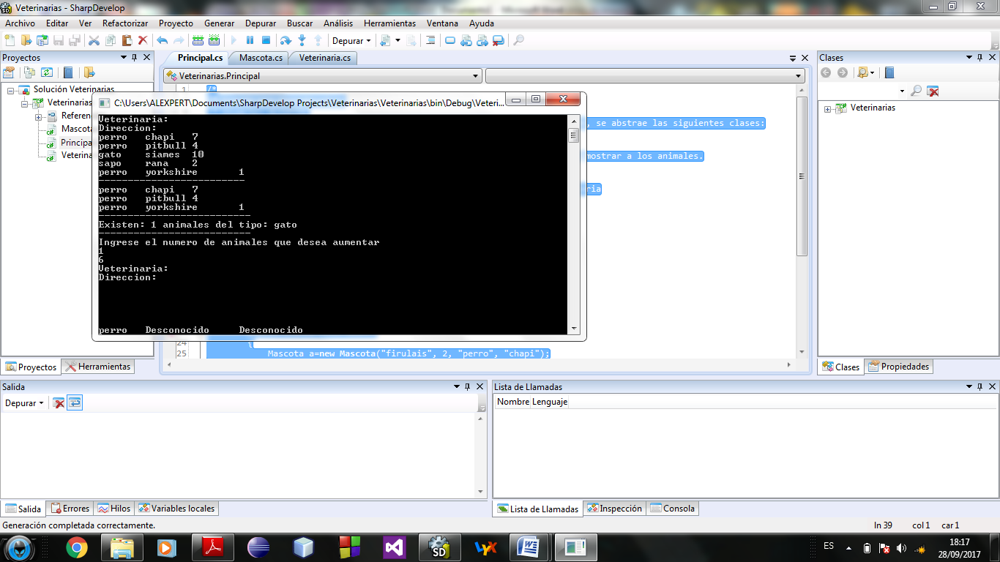 Veterinarias - SharpDevelop
Archivo Editar Ver Refactorizar Proyecto Generar Depurar Buscar Análisis Herramientas Ventana Ayuda
Depurar
Proyectos
Solución Veterinarias
Veterinarias
Principal.cs Mascota.cs Veterinaria.cs
Veterinarias.Principal
1 /*
, se abstrae las siguientes clases:
mostrar a los animales.
24 {
25 Mascota a=new Mascota("firulais", 2, "perro", "chapi");
C:\Users\ALEXPERT\Documents\SharpDevelop Projects\Veterinarias\Veterinarias\bin\Debug\Veteri...
Veterinaria:
Direccion:
perro chapi 7
perro pitbull 4
gato siames 10
sapo rana 2
perro yorkshire 1
-------------------------
perro chapi 7
perro pitbull 4
perro yorkshire 1
--------------------------
Existen: 1 animales del tipo: gato
--------------------------
Ingrese el numero de animales que desea aumentar
1
6
Veterinaria:
Direccion:
perro Desconocido Desconocido
Clases
Veterinarias
Proyectos Herramientas
Clases Propiedades
Salida
Depurar
Lista de Llamadas
Nombre Lenguaje
Salida Errores Hilos Variables locales
Lista de Llamadas Inspección Consola
Generación completada correctamente.
ln 39 col 1 car 1
ES
18:17
28/09/2017